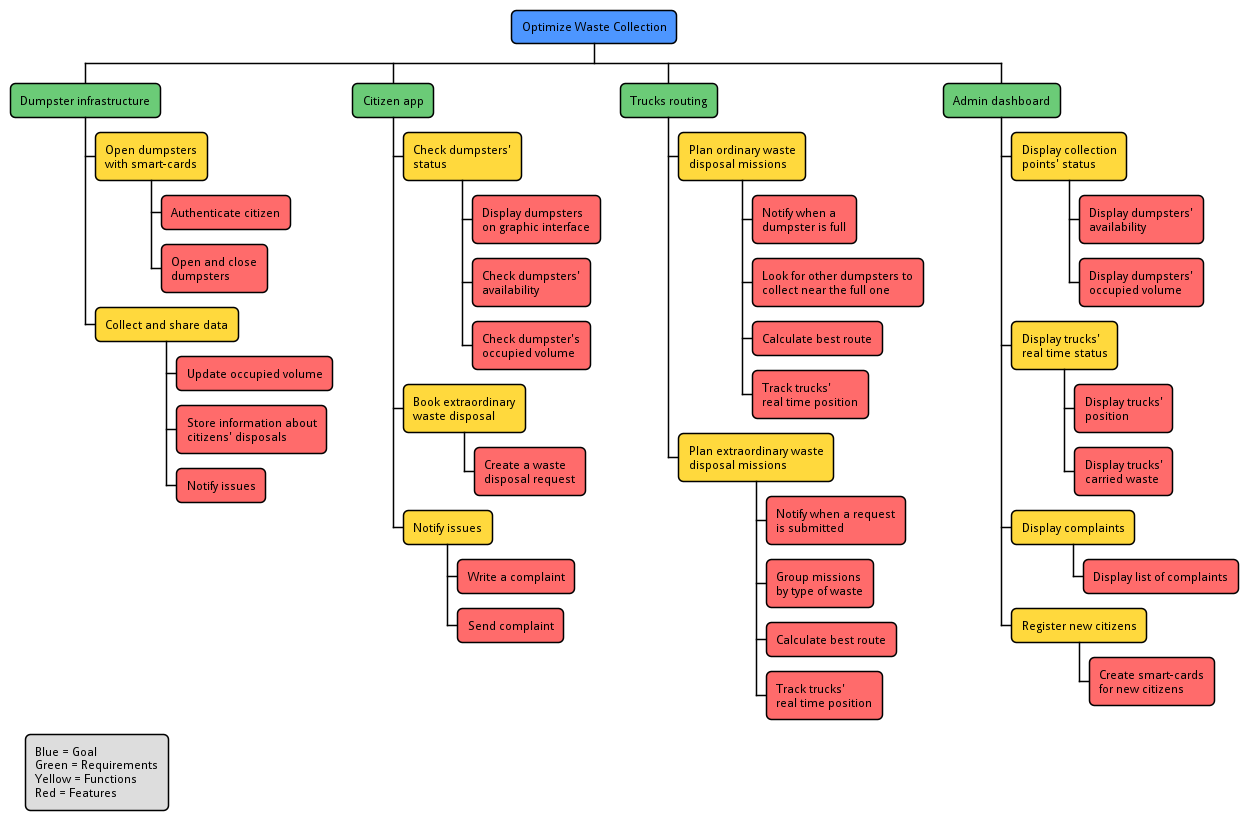 Optimize Waste Collection
Dumpster infrastructure
Open dumpsters
with smart-cards
Authenticate citizen
Open and close
dumpsters
Collect and share data
Update occupied volume
Store information about
citizens' disposals
Notify issues
Citizen app
Check dumpsters'
status
Display dumpsters
on graphic interface
Check dumpsters'
availability
Check dumpster's
occupied volume
Book extraordinary
waste disposal
Create a waste
disposal request
Notify issues
Write a complaint
Send complaint
Trucks routing
Plan ordinary waste
disposal missions
Notify when a
dumpster is full
Look for other dumpsters to
collect near the full one
Calculate best route
Track trucks'
real time position
Plan extraordinary waste
disposal missions
Notify when a request
is submitted
Group missions
by type of waste
Calculate best route
Track trucks'
real time position
Admin dashboard
Display collection
points' status
Display dumpsters'
availability
Display dumpsters'
occupied volume
Display trucks'
real time status
Display trucks'
position
Display trucks'
carried waste
Display complaints
Display list of complaints
Register new citizens
Create smart-cards
for new citizens
Blue = Goal
Green = Requirements
Yellow = Functions
Red = Features